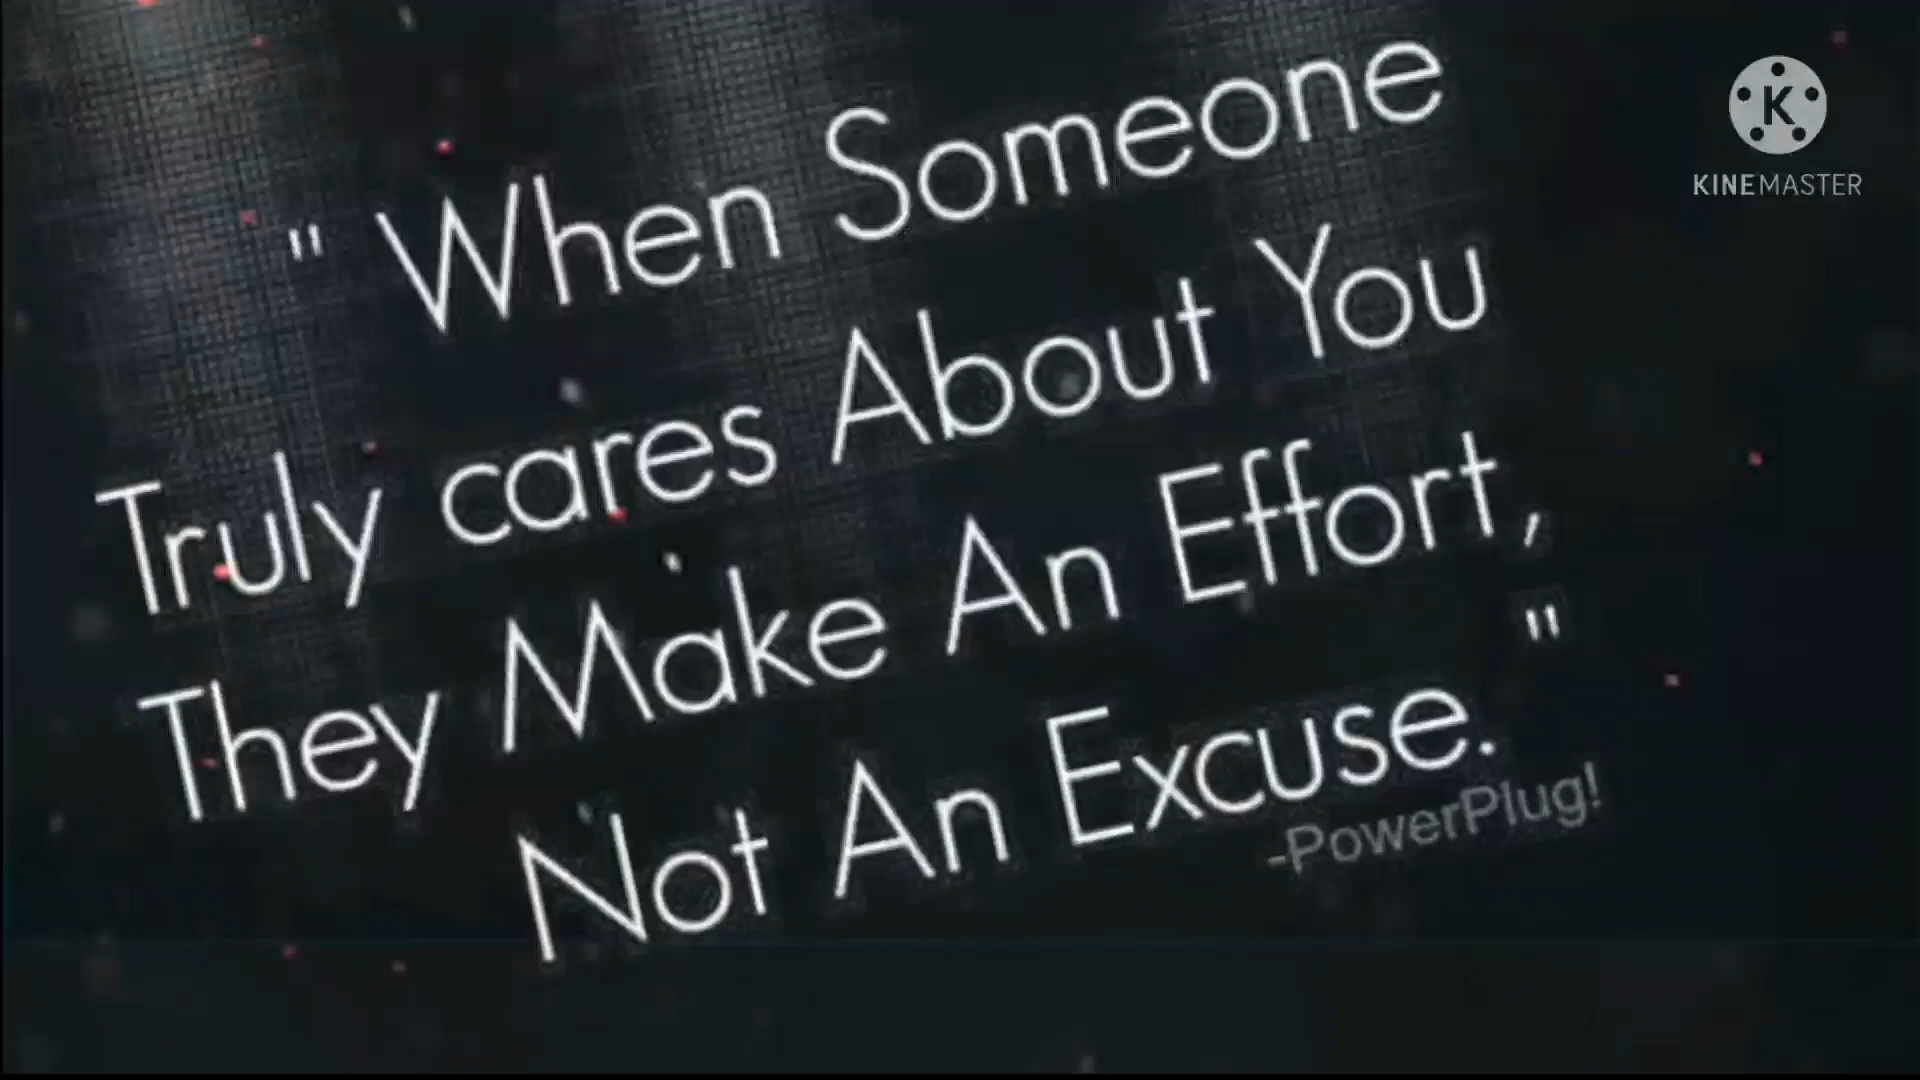 " When Someone
Truly cares About You
They Make An Effort,
Not An Excuse. "
-PowerPlug!
K
KINEMASTER